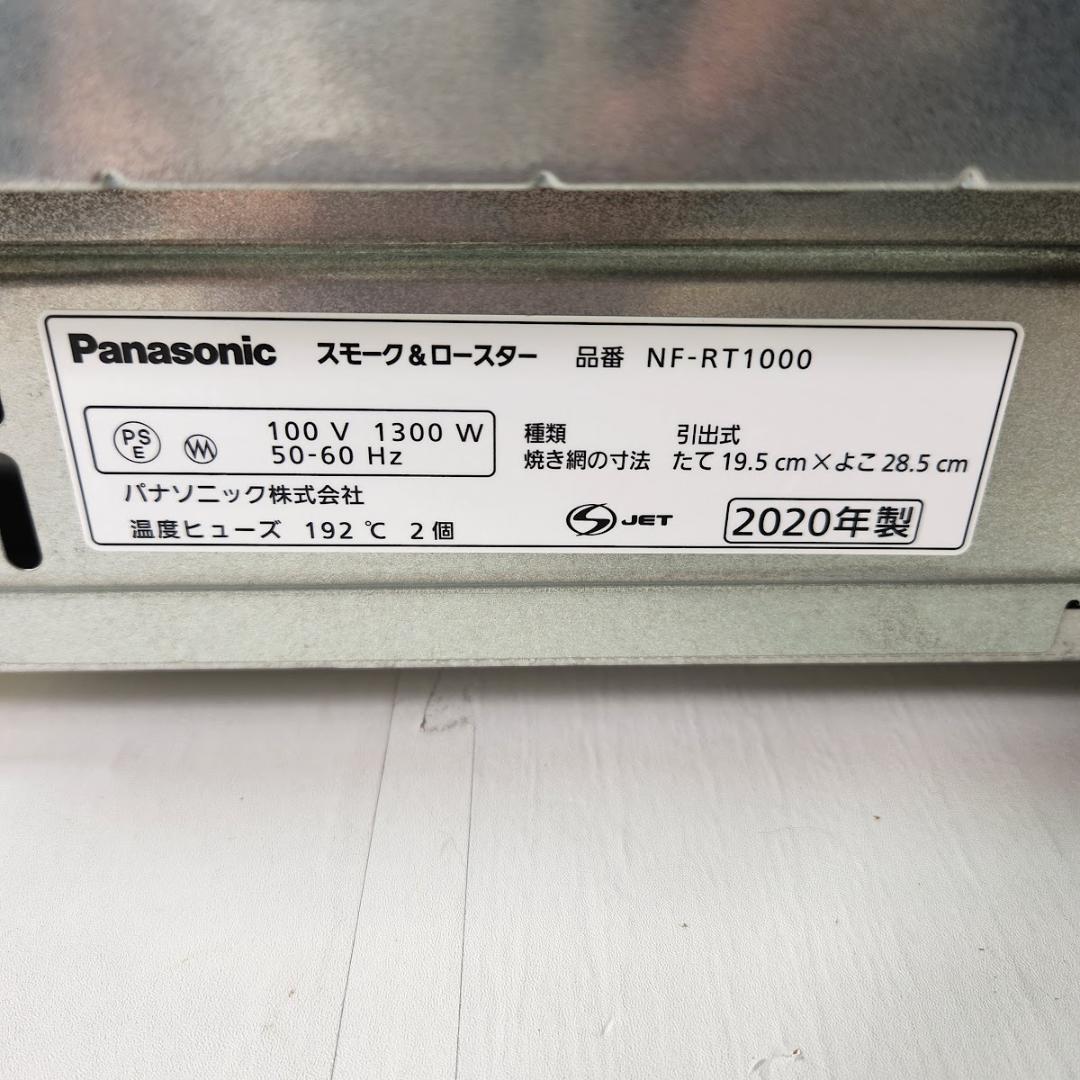 Panasonic スモーク&ロースター 品番 NF-RT1000
PS E 100 V 1300 W
50-60 Hz
種類 引出式
焼き網の寸法 たて 19.5 cm×よこ 28.5 cm
パナソニック株式会社
温度ヒューズ 192 ℃ 2 個
S JET 2020年製